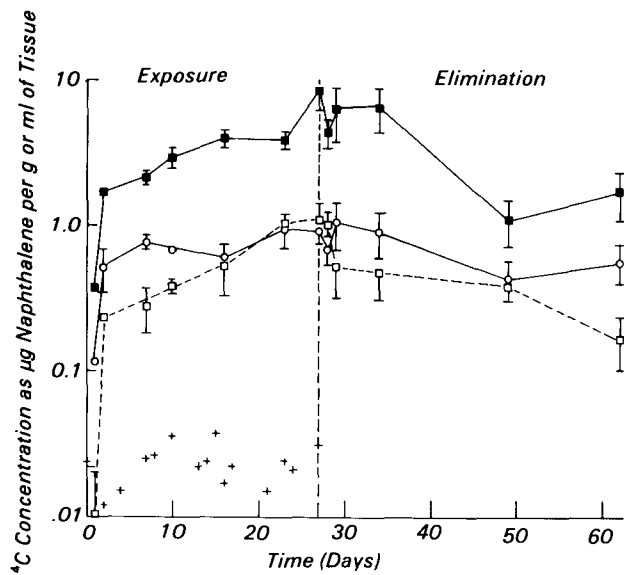 ⁴C Concentration as µg Naphthalene per g or ml of Tissue
Exposure
Elimination
10
1.0
0.1
.01
0
10
20
30
40
50
60
Time (Days)